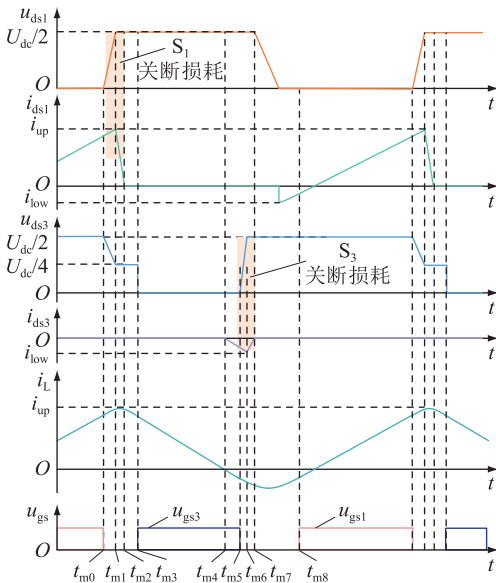 u_ds1
U_dc/2
S_1
关断损耗
O
t
i_ds1
i_up
O
i_low
t
u_ds3
U_dc/2
U_dc/4
S_3
关断损耗
O
t
i_ds3
O
i_low
t
i_L
i_up
O
t
u_gs
u_gs3
u_gs1
O
t
t_m0 t_m1 t_m2 t_m3 t_m4 t_m5 t_m6 t_m7 t_m8